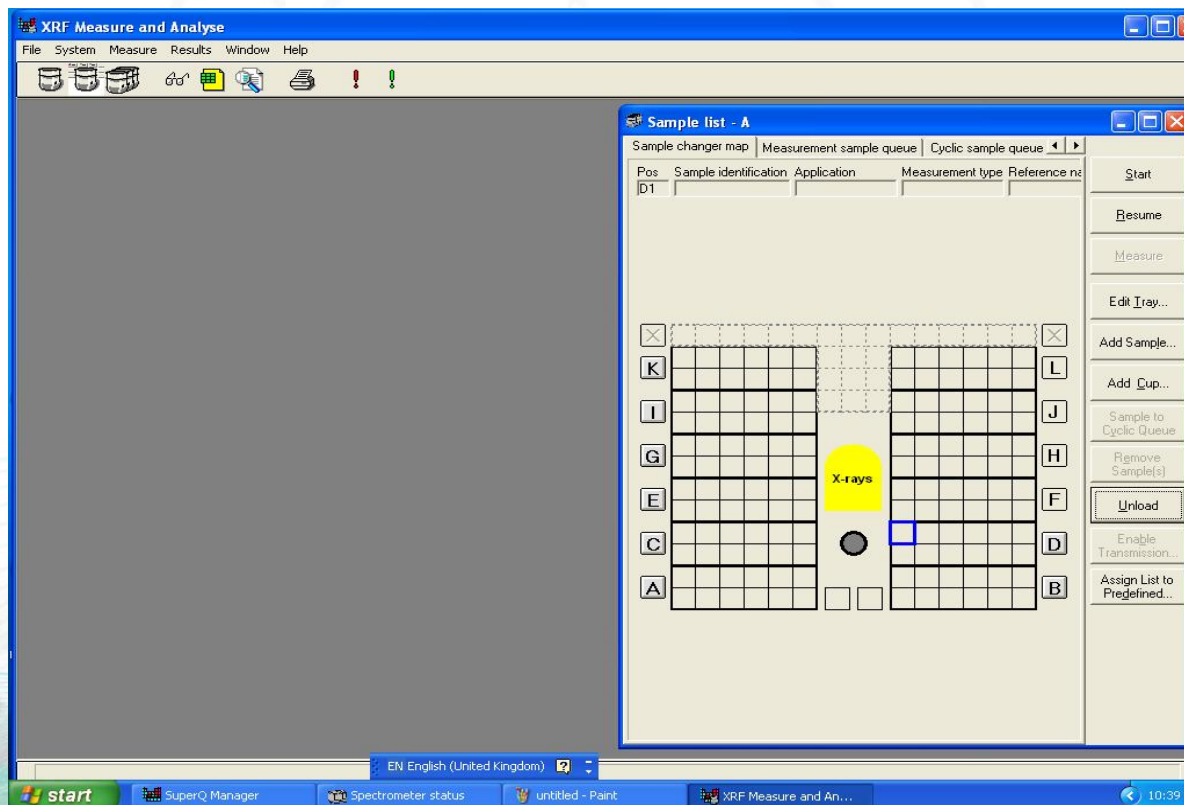 XRF Measure and Analyse
File System Measure Results Window Help
Sample list - A
Sample changer map Measurement sample queue Cyclic sample queue
Pos Sample identification Application Measurement type Reference na
D1
Start
Resume
Measure
Edit Tray...
Add Sample...
Add Cup...
Sample to
Cyclic Queue
Remove
Sample(s)
Unload
Enable
Transmission...
Assign List to
Predefined...
K L
I J
G H
X-rays
E F
C D
A B
EN English (United Kingdom)
start SuperQ Manager Spectrometer status untitled - Paint XRF Measure and An... 10:39